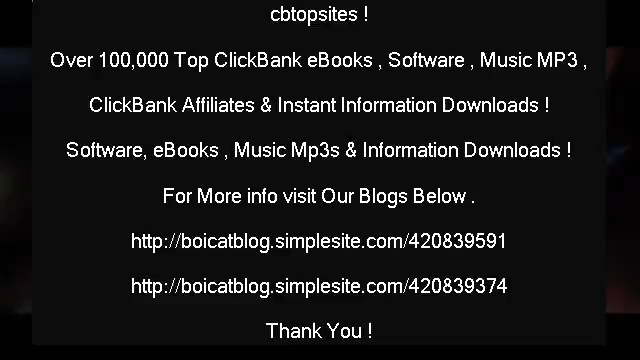 cbtopsites !
Over 100,000 Top ClickBank eBooks , Software , Music MP3 ,
ClickBank Affiliates & Instant Information Downloads !
Software, eBooks , Music Mp3s & Information Downloads !
For More info visit Our Blogs Below .
http://boicatblog.simplesite.com/420839591
http://boicatblog.simplesite.com/420839374
Thank You !